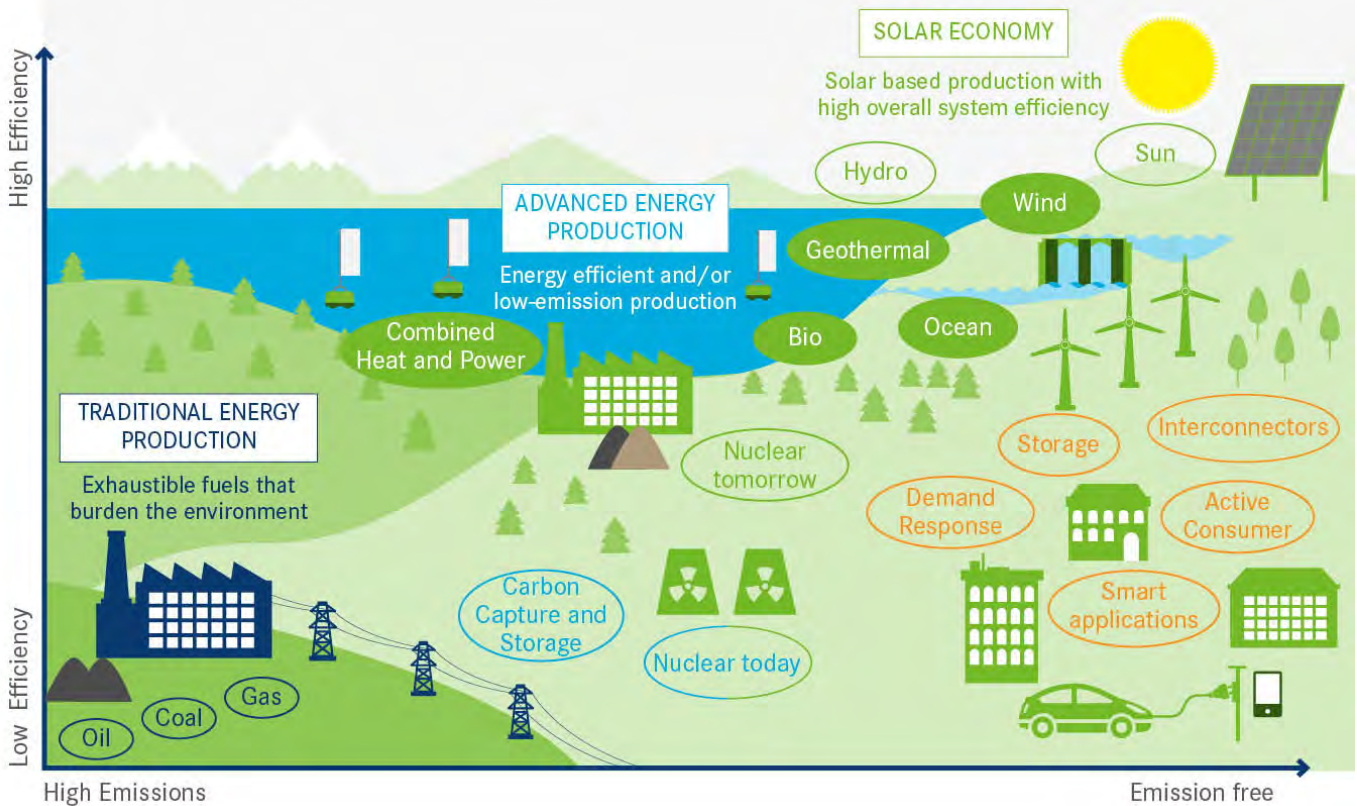 SOLAR ECONOMY
Solar based production with
high overall system efficiency
High Efficiency
Sun
Hydro
Wind
ADVANCED ENERGY
PRODUCTION
Geothermal
Energy efficient and/or
low-emission production
Combined
Heat and Power
Bio
Ocean
TRADITIONAL ENERGY
PRODUCTION
Exhaustible fuels that
burden the environment
Nuclear
tomorrow
Storage
Interconnectors
Demand
Response
Active
Consumer
Carbon
Capture and
Storage
Smart
applications
Nuclear today
Gas
Coal
Oil
Low Efficiency
High Emissions
Emission free